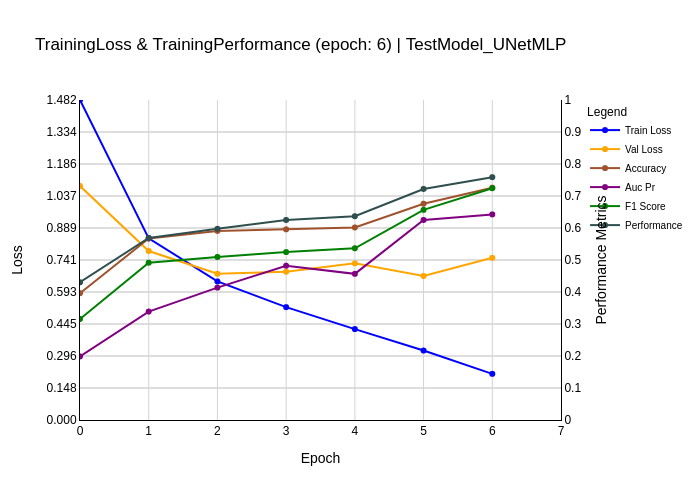 TrainingLoss & TrainingPerformance (epoch: 6) | TestModel_UNetMLP
1.482
1.334
1.186
1.037
0.889
0.741
0.593
0.445
0.296
0.148
0.000
Loss
0
1
2
3
4
5
6
7
Epoch
1
0.9
0.8
0.7
0.6
0.5
0.4
0.3
0.2
0.1
0
Performance Metrics
Legend
Train Loss
Val Loss
Accuracy
Auc Pr
F1 Score
Performance